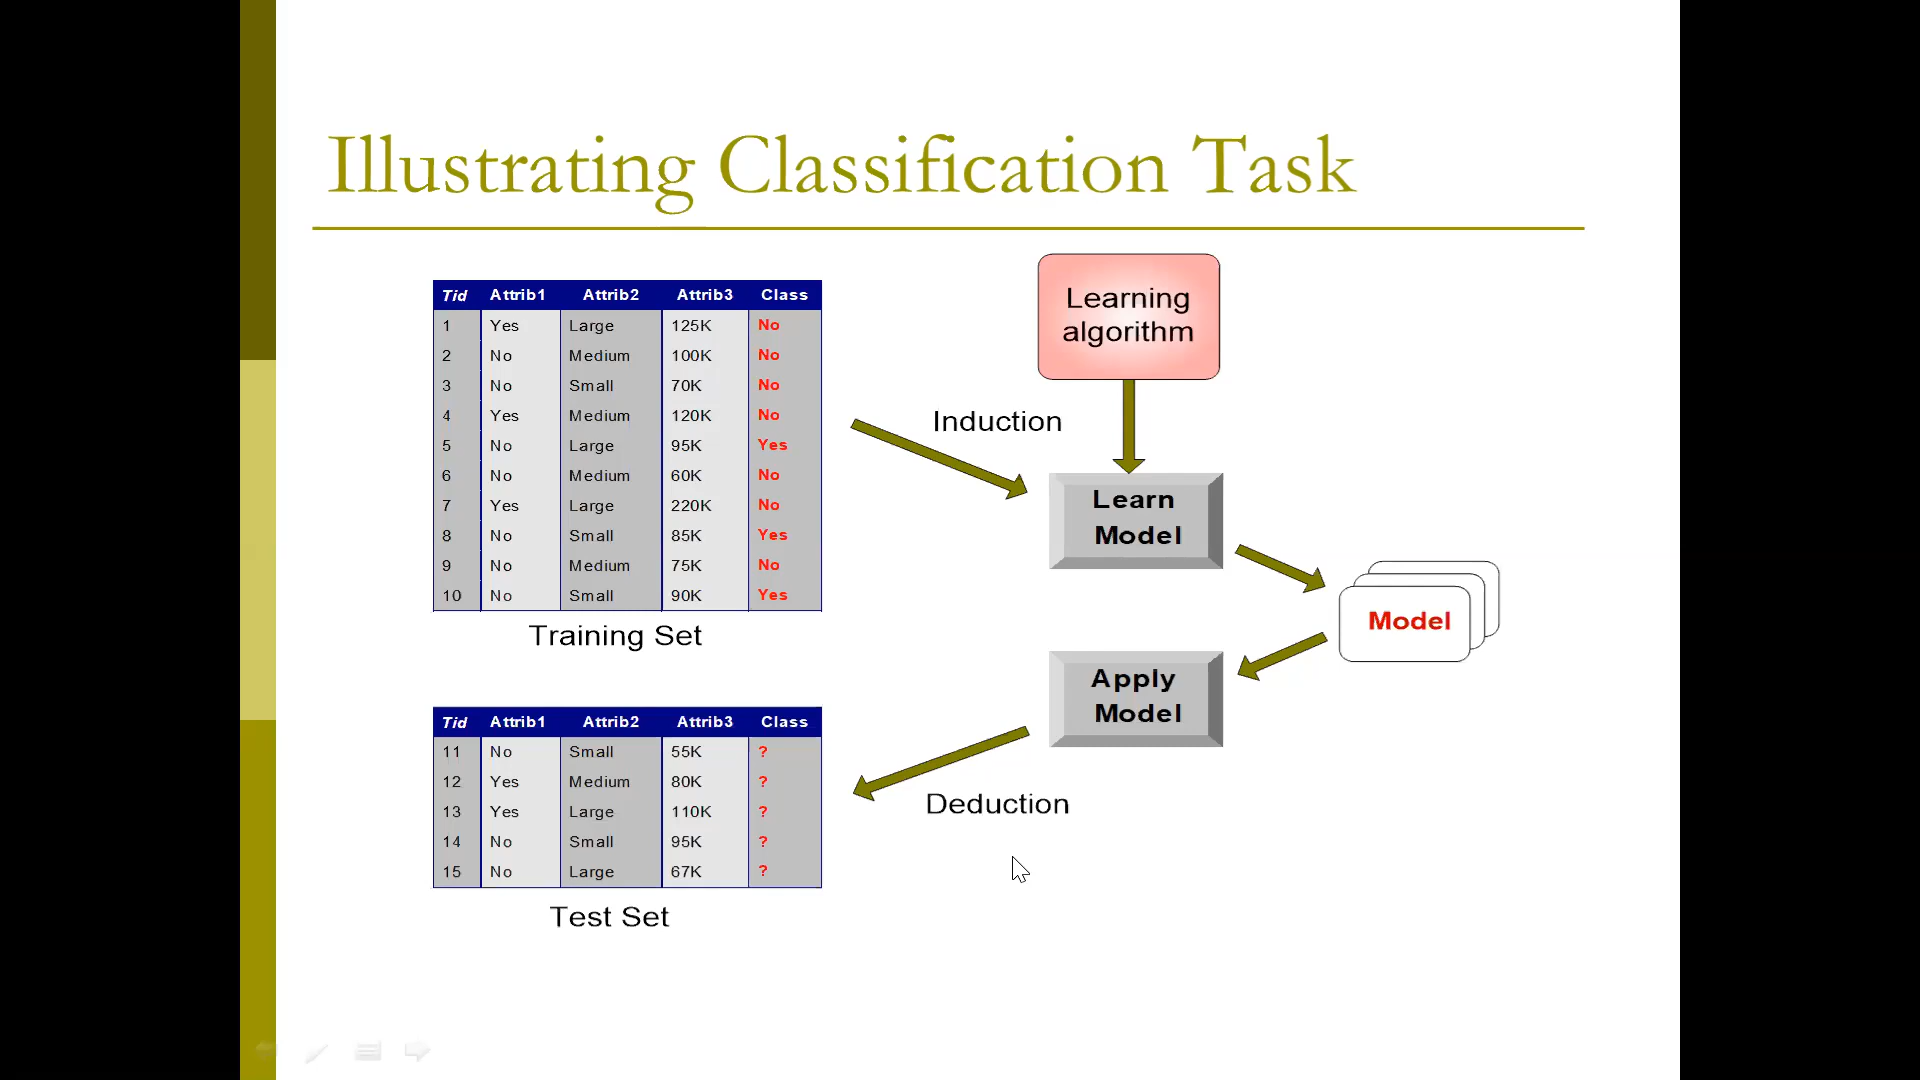 Illustrating Classification Task
Tid Attrib1 Attrib2 Attrib3 Class
1 Yes Large 125K No
2 No Medium 100K No
3 No Small 70K No
4 Yes Medium 120K No
5 No Large 95K Yes
6 No Medium 60K No
7 Yes Large 220K No
8 No Small 85K Yes
9 No Medium 75K No
10 No Small 90K Yes
Training Set
Tid Attrib1 Attrib2 Attrib3 Class
11 No Small 55K ?
12 Yes Medium 80K ?
13 Yes Large 110K ?
14 No Small 95K ?
15 No Large 67K ?
Test Set
Learning
algorithm
Induction
Learn
Model
Model
Apply
Model
Deduction